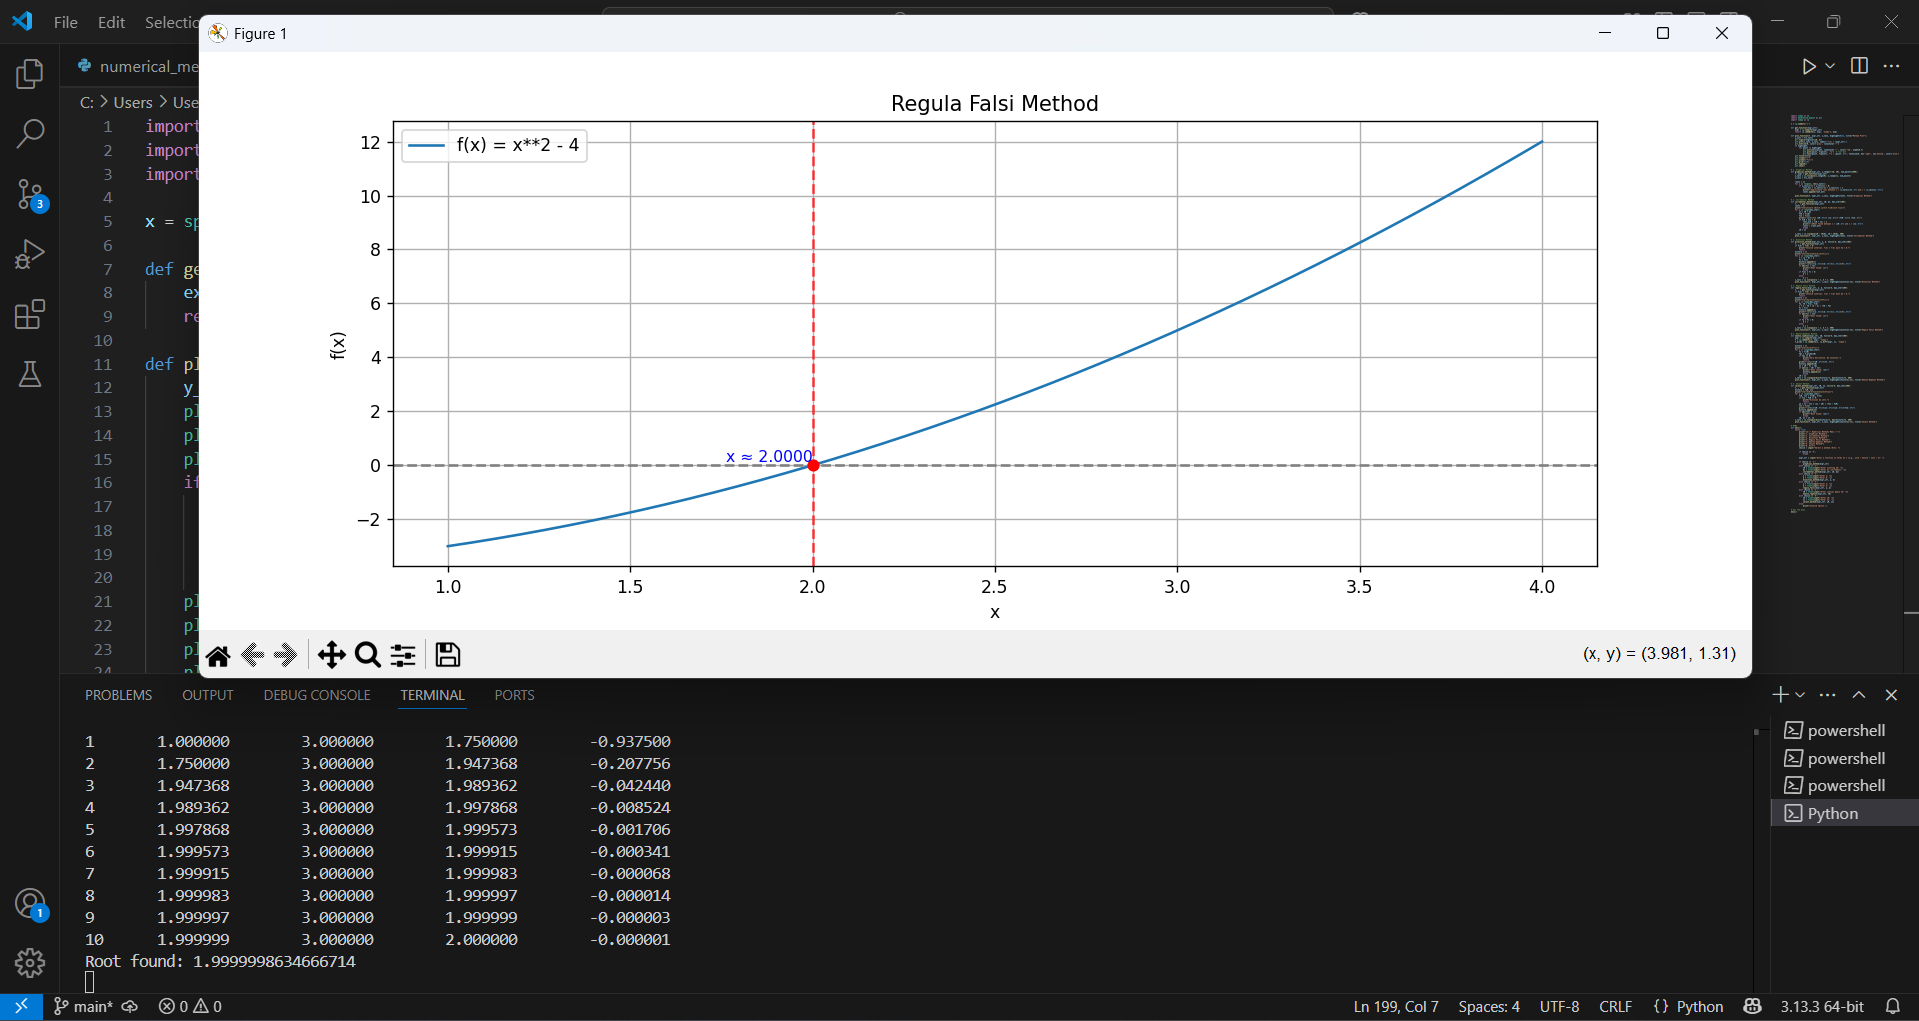 File Edit Selectio
Figure 1
numerical_me
C: > Users > Use
1 import
2 import
3 import
4
5 x = sp
6
7 def ge
8 ex
9 re
10
11 def pl
12 y_
13 pl
14 pl
15 pl
16 if
17
18
19
20
21 pl
22 pl
23 pl
24 pl
Regula Falsi Method
f(x) = x**2 - 4
12
10
8
6
4
2
0
−2
f(x)
x ≈ 2.0000
1.0 1.5 2.0 2.5 3.0 3.5 4.0
x
(x, y) = (3.981, 1.31)
PROBLEMS OUTPUT DEBUG CONSOLE TERMINAL PORTS
1 1.000000 3.000000 1.750000 -0.937500
2 1.750000 3.000000 1.947368 -0.207756
3 1.947368 3.000000 1.989362 -0.042440
4 1.989362 3.000000 1.997868 -0.008524
5 1.997868 3.000000 1.999573 -0.001706
6 1.999573 3.000000 1.999915 -0.000341
7 1.999915 3.000000 1.999983 -0.000068
8 1.999983 3.000000 1.999997 -0.000014
9 1.999997 3.000000 1.999999 -0.000003
10 1.999999 3.000000 2.000000 -0.000001
Root found: 1.9999998634666714
powershell
powershell
powershell
Python
3
1
main* 0 0
Ln 199, Col 7 Spaces: 4 UTF-8 CRLF {} Python 3.13.3 64-bit